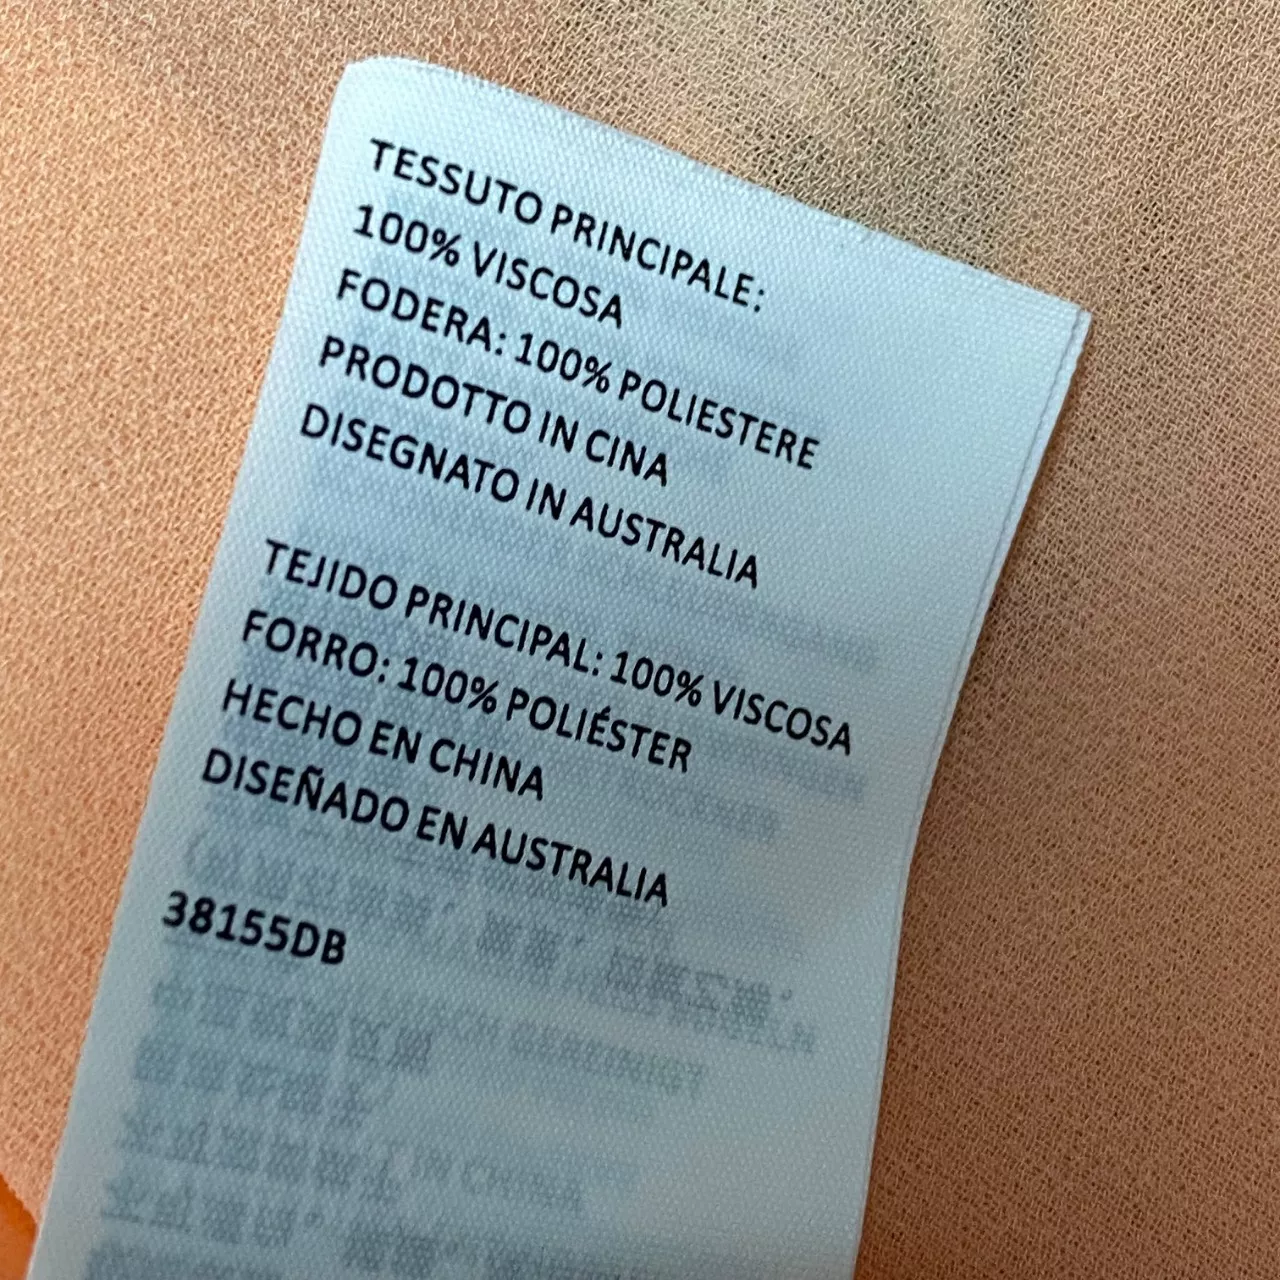 TESSUTO PRINCIPALE:
100% VISCOSA
FODERA: 100% POLIESTERE
PRODOTTO IN CINA
DISEGNATO IN AUSTRALIA
TEJIDO PRINCIPAL: 100% VISCOSA
FORRO: 100% POLIÉSTER
HECHO EN CHINA
DISEÑADO EN AUSTRALIA
38155DB